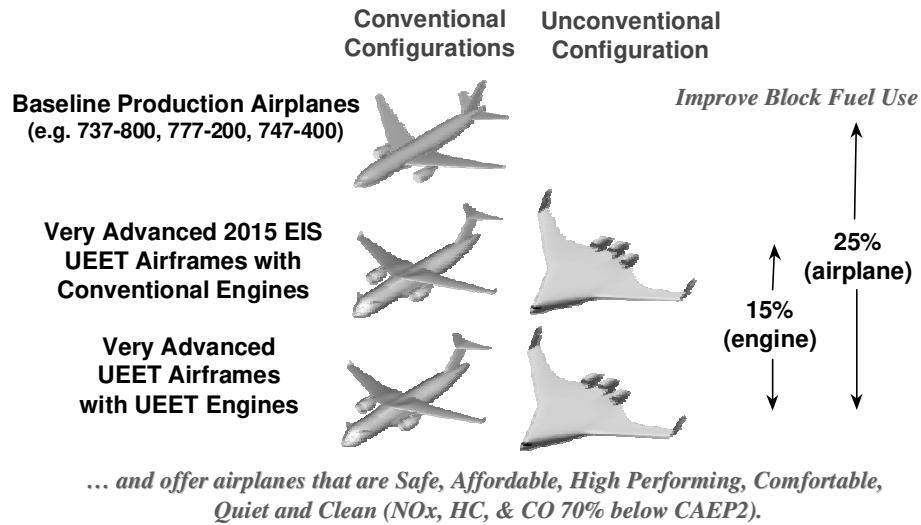 Conventional
Configurations
Unconventional
Configuration
Baseline Production Airplanes
(e.g. 737-800, 777-200, 747-400)
Improve Block Fuel Use
Very Advanced 2015 EIS
UEET Airframes with
Conventional Engines
25%
(airplane)
15%
(engine)
Very Advanced
UEET Airframes
with UEET Engines
… and offer airplanes that are Safe, Affordable, High Performing, Comfortable,
Quiet and Clean (NOx, HC, & CO 70% below CAEP2).